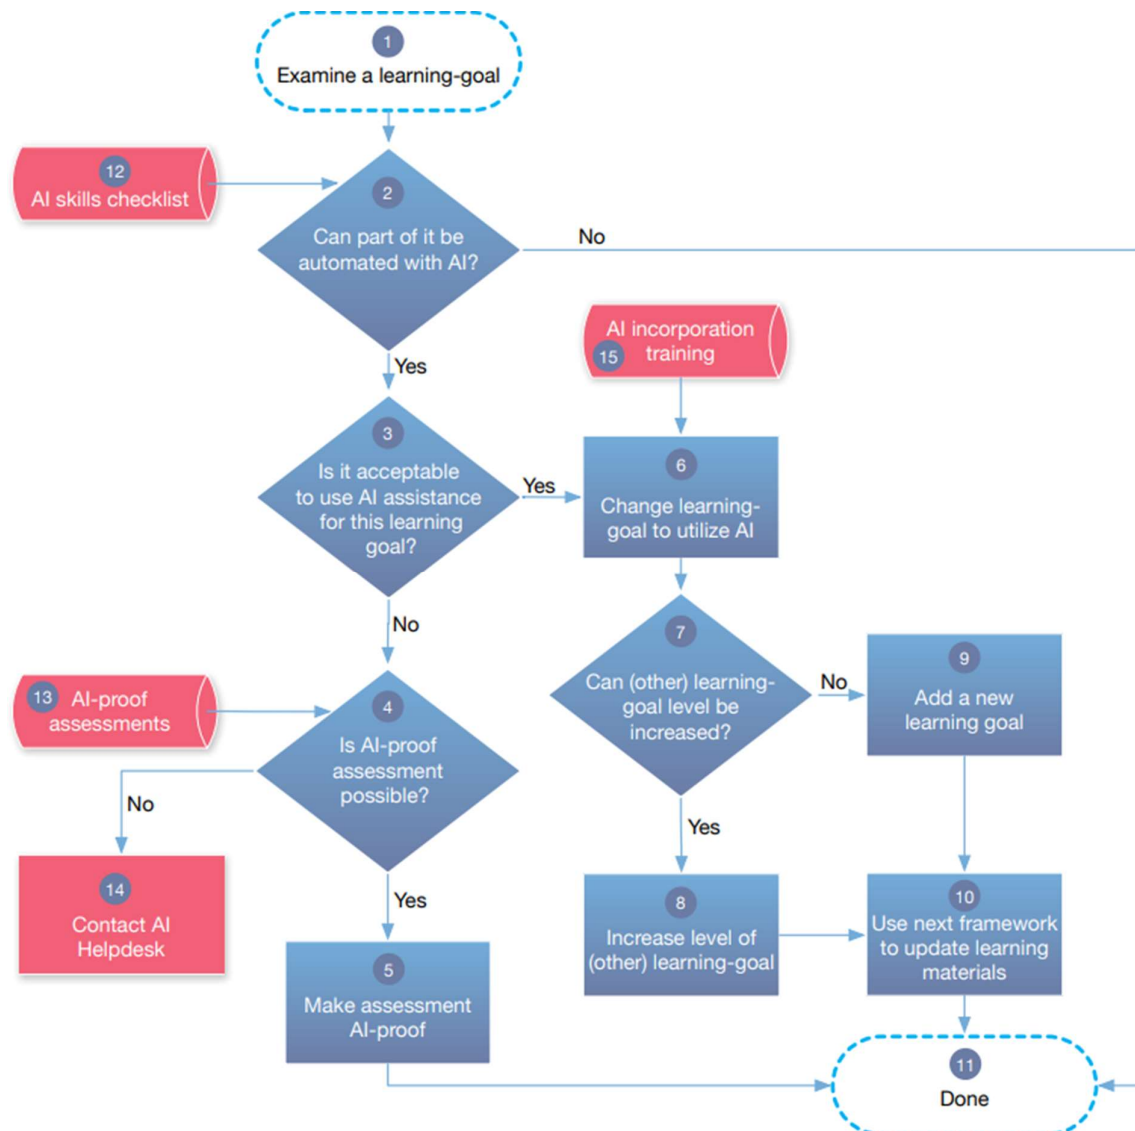 1
Examine a learning-goal
12
AI skills checklist
2
Can part of it be
automated with AI?
No
Yes
AI incorporation
15
training
3
Is it acceptable
to use AI assistance
for this learning
goal?
Yes
6
Change learning-
goal to utilize AI
No
7
Can (other) learning-
goal level be
increased?
No
9
Add a new
learning goal
13
AI-proof
assessments
4
Is AI-proof
assessment
possible?
No
Yes
14
Contact AI
Helpdesk
Yes
8
Increase level of
(other) learning-goal
10
Use next framework
to update learning
materials
5
Make assessment
AI-proof
11
Done